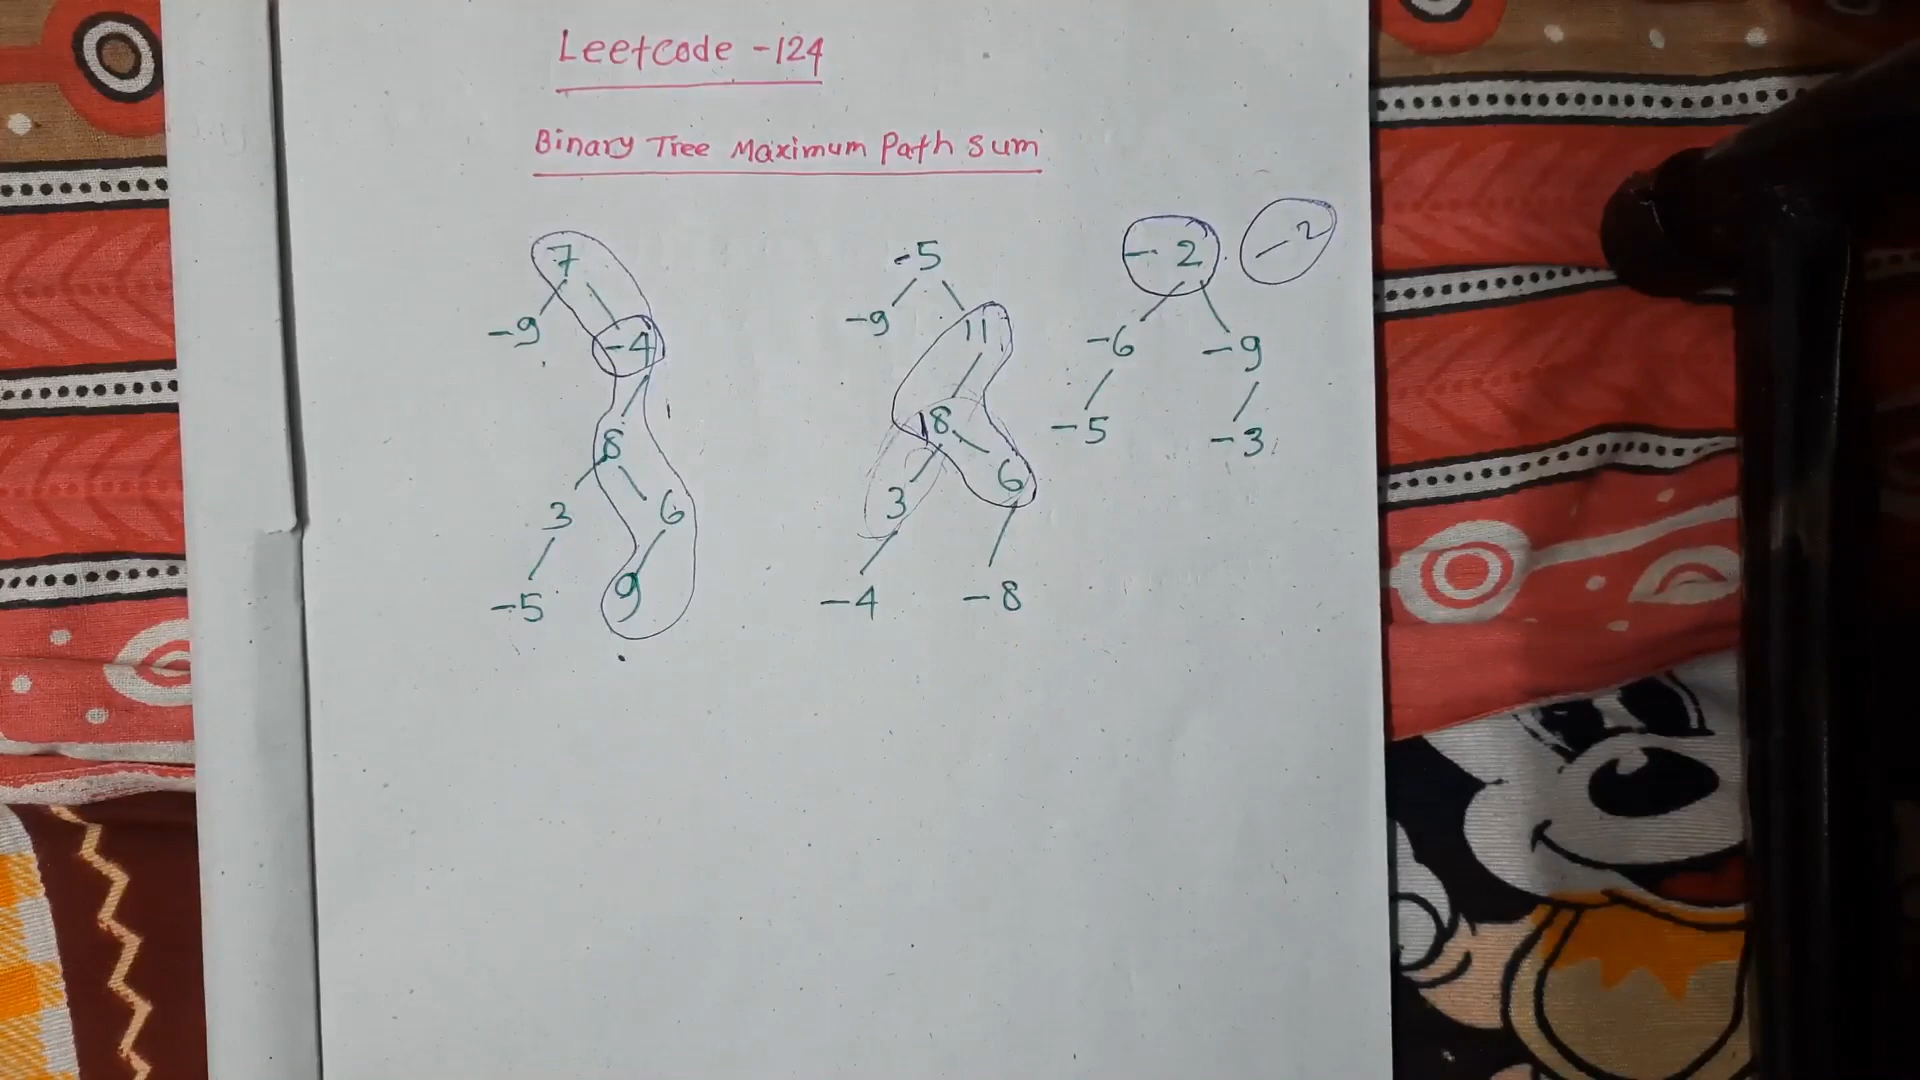 Leetcode - 124
Binary Tree Maximum Path Sum
7 -5 -2 -2
-9 -4 -9 11 -6 -9
8 18 -5 -3
3 6 3 6
-5 9 -4 -8